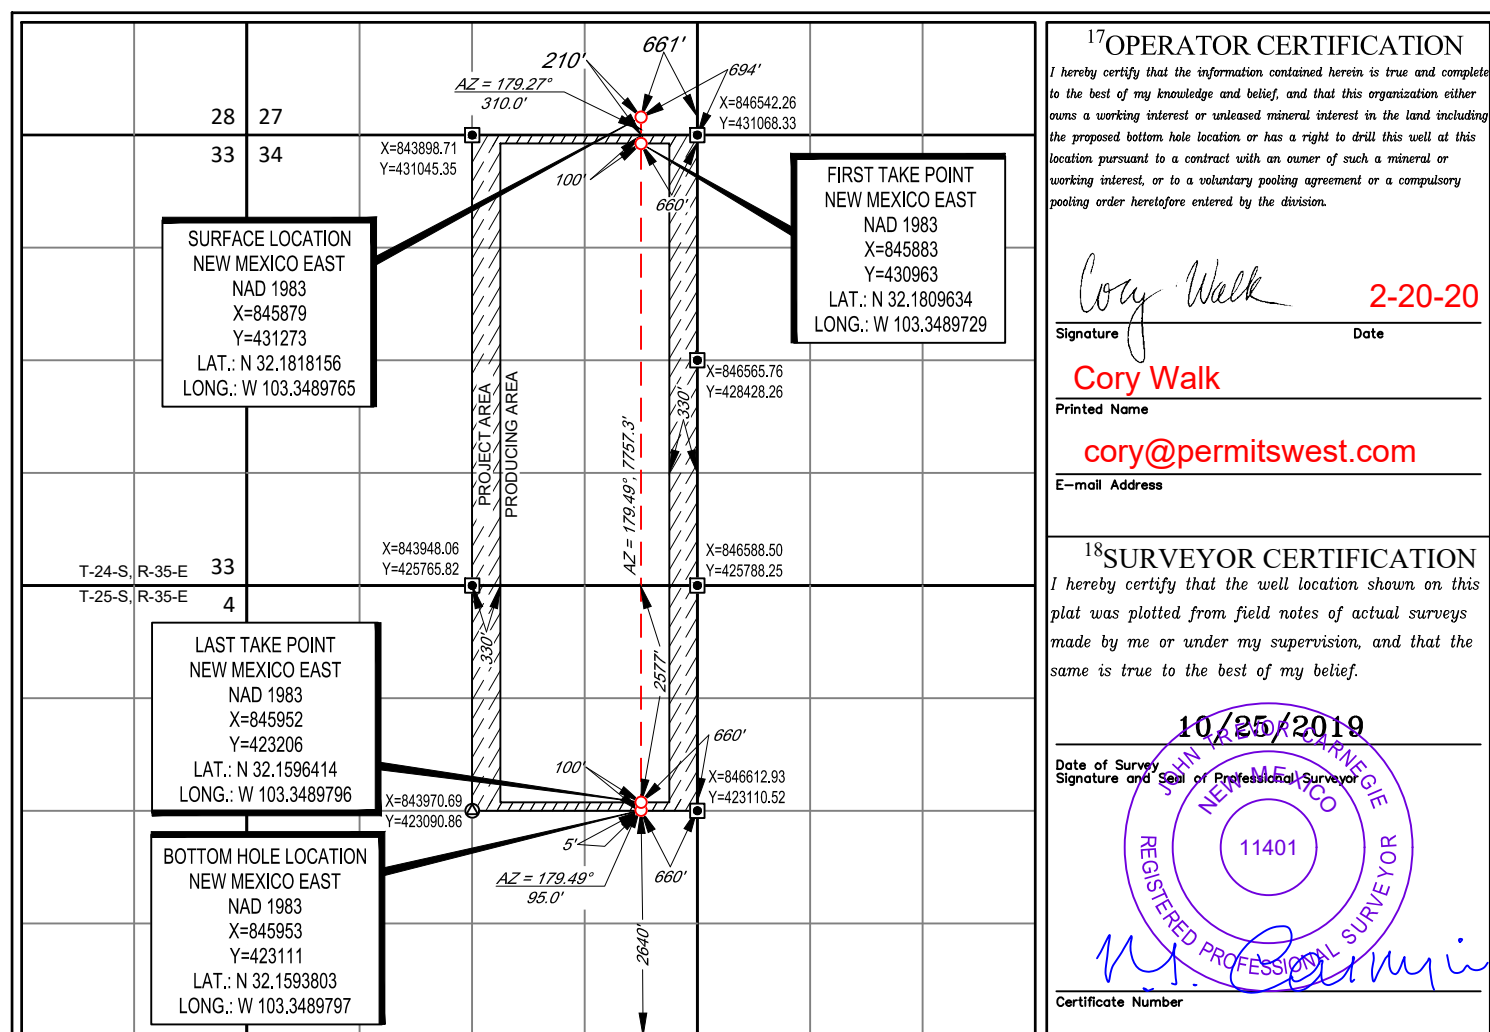 661'
210'
694'
AZ = 179.27°
310.0'
X=846542.26
Y=431068.33
28 27
33 34
X=843898.71
Y=431045.35
100'
660'
FIRST TAKE POINT
NEW MEXICO EAST
NAD 1983
X=845883
Y=430963
LAT.: N 32.1809634
LONG.: W 103.3489729
SURFACE LOCATION
NEW MEXICO EAST
NAD 1983
X=845879
Y=431273
LAT.: N 32.1818156
LONG.: W 103.3489765
X=846565.76
Y=428428.26
330'
PROJECT AREA
PRODUCING AREA
AZ = 179.49°, 7757.3'
X=843948.06
Y=425765.82
X=846588.50
Y=425788.25
T-24-S, R-35-E 33
T-25-S, R-35-E 4
330'
2577'
LAST TAKE POINT
NEW MEXICO EAST
NAD 1983
X=845952
Y=423206
LAT.: N 32.1596414
LONG.: W 103.3489796
660'
100'
X=846612.93
Y=423110.52
X=843970.69
Y=423090.86
5'
AZ = 179.49°
95.0'
660'
2640'
BOTTOM HOLE LOCATION
NEW MEXICO EAST
NAD 1983
X=845953
Y=423111
LAT.: N 32.1593803
LONG.: W 103.3489797
17OPERATOR CERTIFICATION
I hereby certify that the information contained herein is true and complete
to the best of my knowledge and belief, and that this organization either
owns a working interest or unleased mineral interest in the land including
the proposed bottom hole location or has a right to drill this well at this
location pursuant to a contract with an owner of such a mineral or
working interest, or to a voluntary pooling agreement or a compulsory
pooling order heretofore entered by the division.
Cory Walk 2-20-20
Signature Date
Cory Walk
Printed Name
cory@permitswest.com
E-mail Address
18SURVEYOR CERTIFICATION
I hereby certify that the well location shown on this
plat was plotted from field notes of actual surveys
made by me or under my supervision, and that the
same is true to the best of my belief.
10/25/2019
Date of Survey
Signature and Seal of Professional Surveyor
JOHN TREVOR CARNEGIE
NEW MEXICO
11401
REGISTERED PROFESSIONAL SURVEYOR
Certificate Number